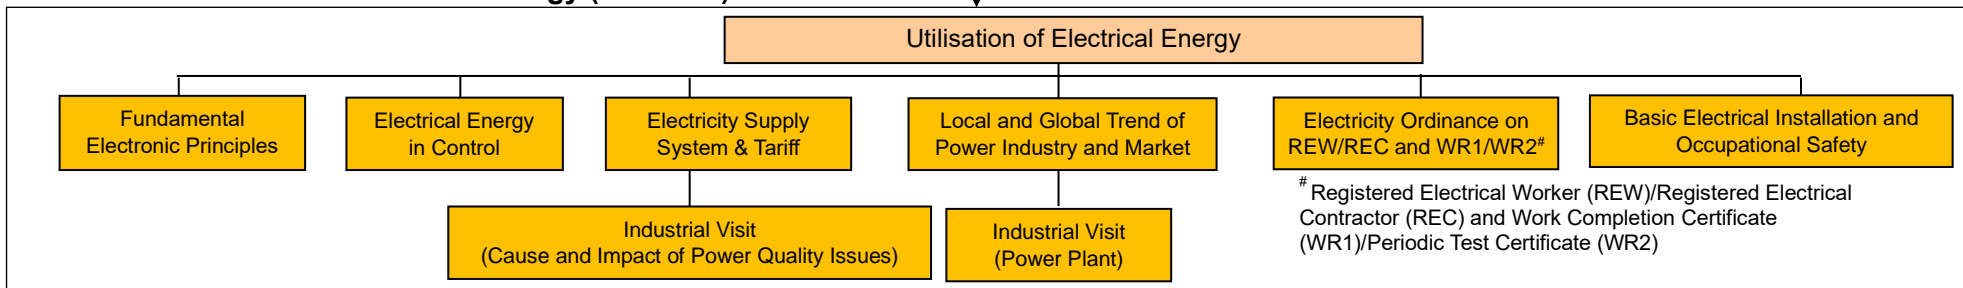 Utilisation of Electrical Energy
Fundamental
Electronic Principles
Electrical Energy
in Control
Electricity Supply
System & Tariff
Local and Global Trend of
Power Industry and Market
Electricity Ordinance on
REW/REC and WR1/WR2#
Basic Electrical Installation and
Occupational Safety
Industrial Visit
(Cause and Impact of Power Quality Issues)
Industrial Visit
(Power Plant)
# Registered Electrical Worker (REW)/Registered Electrical
Contractor (REC) and Work Completion Certificate
(WR1)/Periodic Test Certificate (WR2)